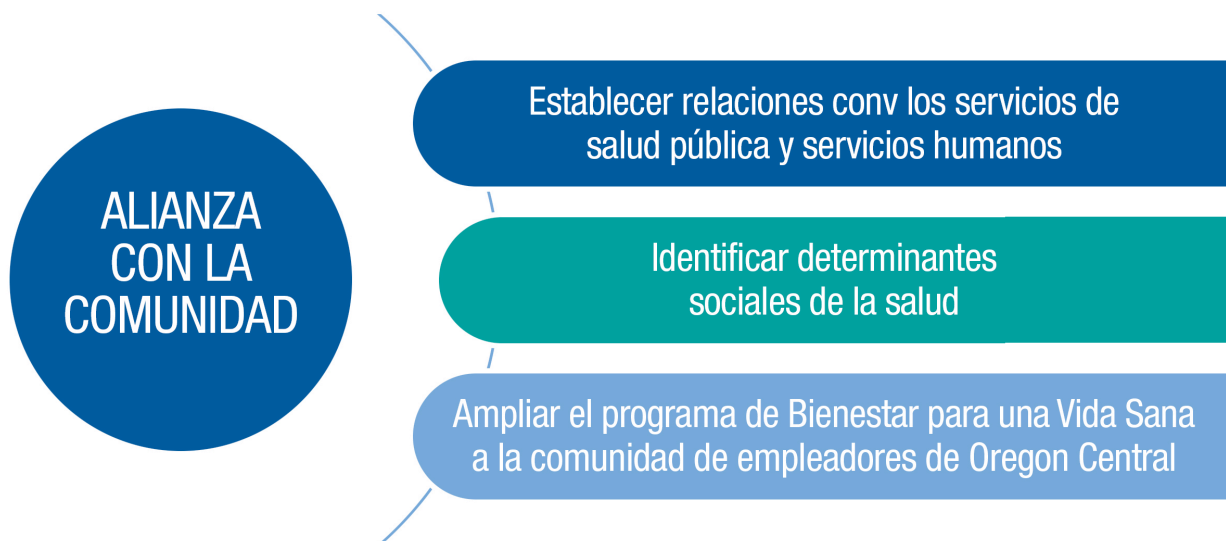 ALIANZA
CON LA
COMUNIDAD
Establecer relaciones conv los servicios de
salud pública y servicios humanos
Identificar determinantes
sociales de la salud
Ampliar el programa de Bienestar para una Vida Sana
a la comunidad de empleadores de Oregon Central